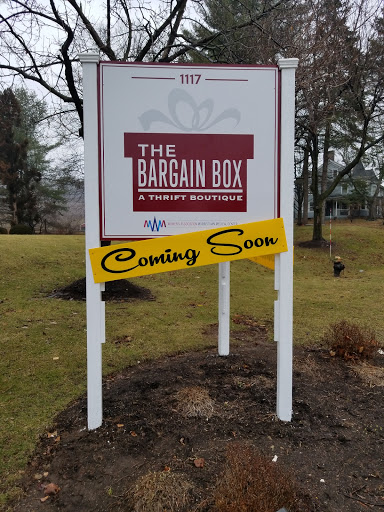 1117
THE
BARGAIN BOX
A THRIFT BOUTIQUE
Coming Soon